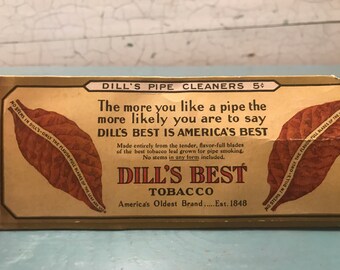 DILL'S PIPE CLEANERS 5¢
The more you like a pipe the
more likely you are to say
DILL'S BEST IS AMERICA'S BEST
Made entirely from the tender, flavor-full blades
of the best tobacco leaf grown for pipe smoking.
No stems in any form included.
DILL'S BEST
TOBACCO
America's Oldest Brand.....Est. 1848